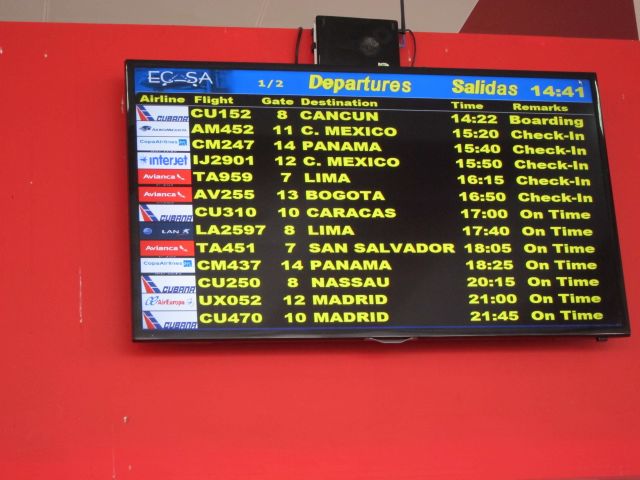 ECASA 1/2 Departures Salidas 14:41
Airline Flight Gate Destination Time Remarks
CUBANA CU152 8 CANCUN 14:22 Boarding
AEROMEXICO AM452 11 C. MEXICO 15:20 Check-In
CopaAirlines CM247 14 PANAMA 15:40 Check-In
interjet IJ2901 12 C. MEXICO 15:50 Check-In
Avianca TA959 7 LIMA 16:15 Check-In
Avianca AV255 13 BOGOTA 16:50 Check-In
CUBANA CU310 10 CARACAS 17:00 On Time
LAN LA2597 8 LIMA 17:40 On Time
Avianca TA451 7 SAN SALVADOR 18:05 On Time
CopaAirlines CM437 14 PANAMA 18:25 On Time
CUBANA CU250 8 NASSAU 20:15 On Time
AirEuropa UX052 12 MADRID 21:00 On Time
CUBANA CU470 10 MADRID 21:45 On Time